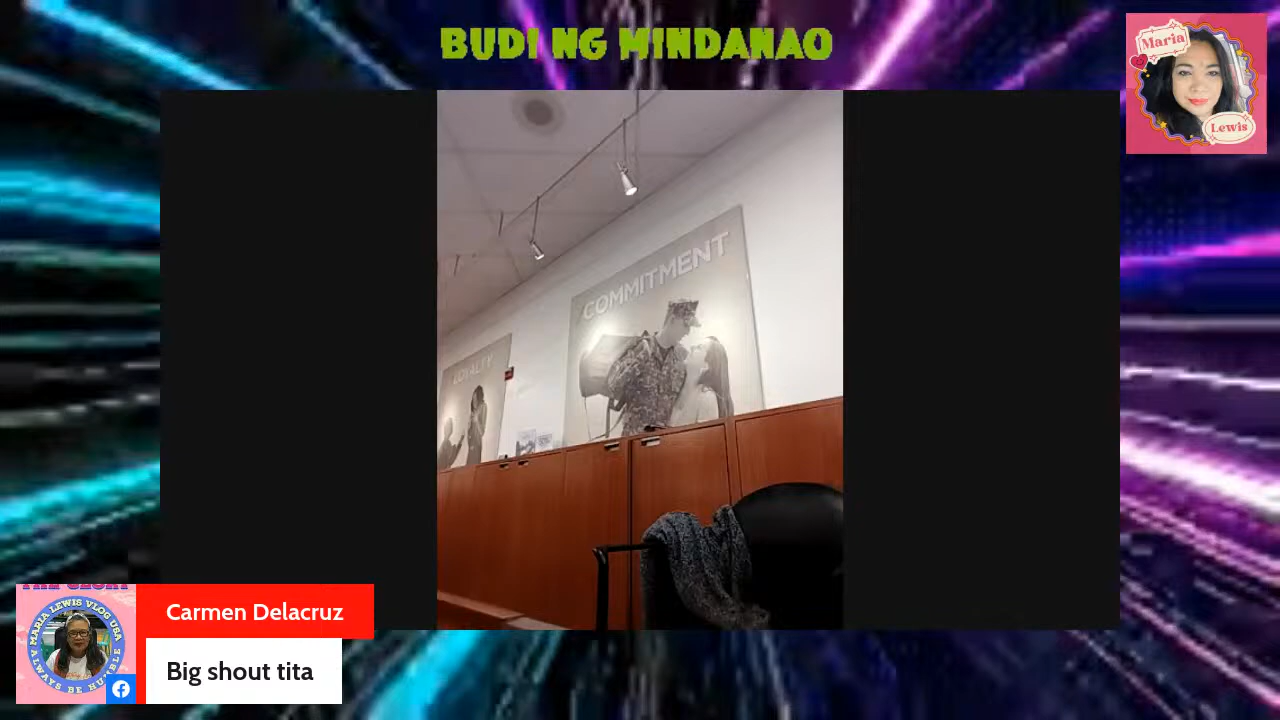 BUDI NG MINDANAO
Maria
Lewis
COMMITMENT
LOYALTY
MARIA LEWIS VLOG USA
ALWAYS BE HUMBLE
Carmen Delacruz
Big shout tita